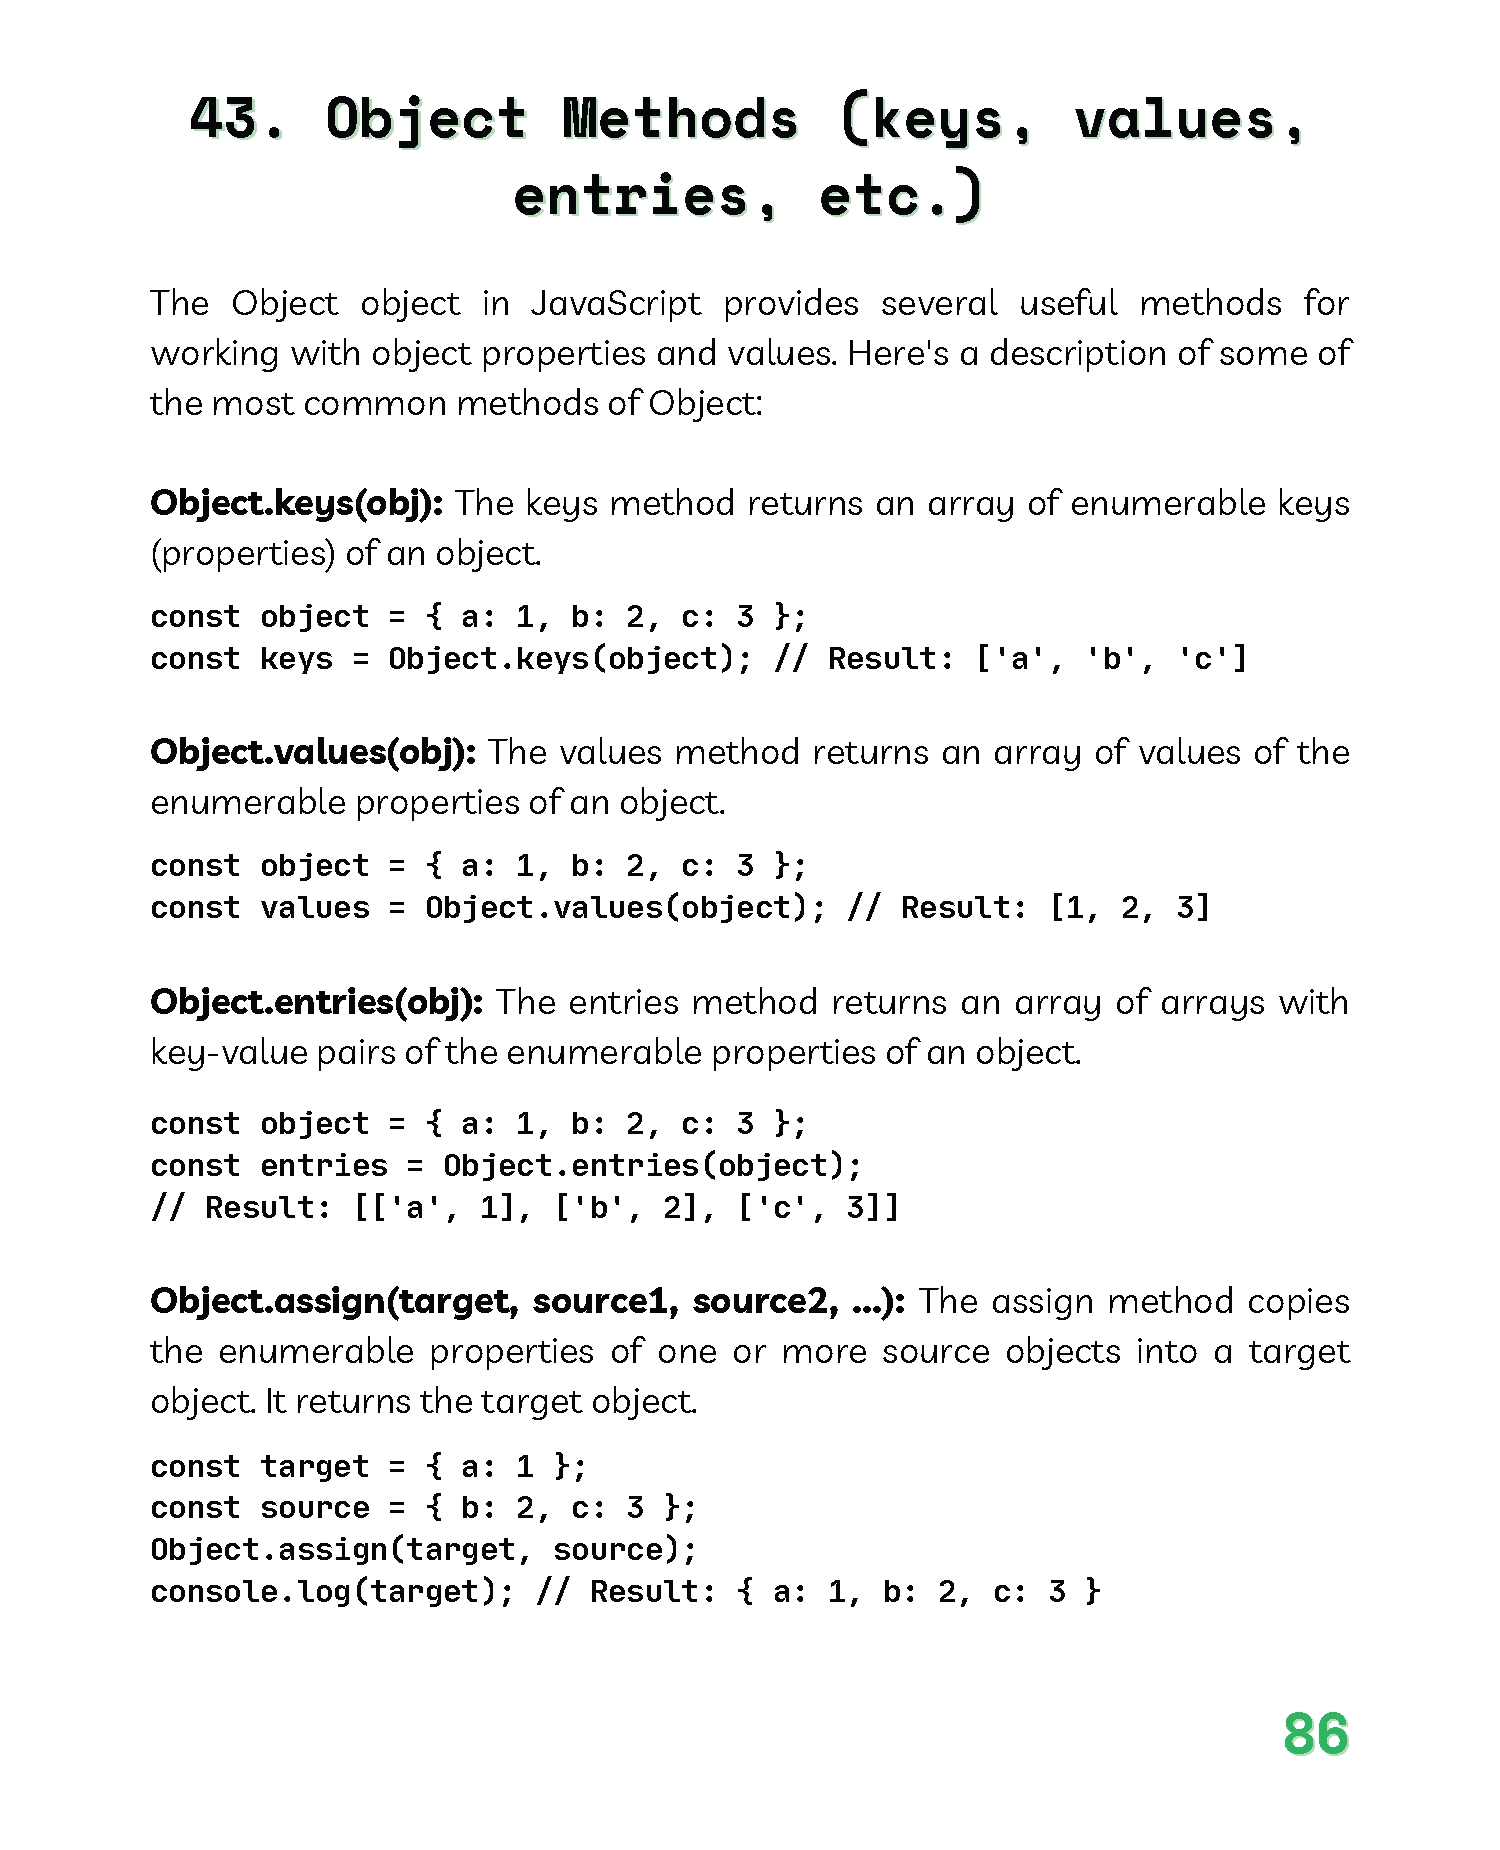 43. Object Methods (keys, values,
entries, etc.)
The Object object in JavaScript provides several useful methods for
working with object properties and values. Here's a description of some of
the most common methods of Object:
Object.keys(obj): The keys method returns an array of enumerable keys
(properties) of an object.
const object = { a: 1, b: 2, c: 3 };
const keys = Object.keys(object); // Result: ['a', 'b', 'c']
Object.values(obj): The values method returns an array of values of the
enumerable properties of an object.
const object = { a: 1, b: 2, c: 3 };
const values = Object.values(object); // Result: [1, 2, 3]
Object.entries(obj): The entries method returns an array of arrays with
key-value pairs of the enumerable properties of an object.
const object = { a: 1, b: 2, c: 3 };
const entries = Object.entries(object);
// Result: [['a', 1], ['b', 2], ['c', 3]]
Object.assign(target, source1, source2, ...): The assign method copies
the enumerable properties of one or more source objects into a target
object. It returns the target object.
const target = { a: 1 };
const source = { b: 2, c: 3 };
Object.assign(target, source);
console.log(target); // Result: { a: 1, b: 2, c: 3 }
86